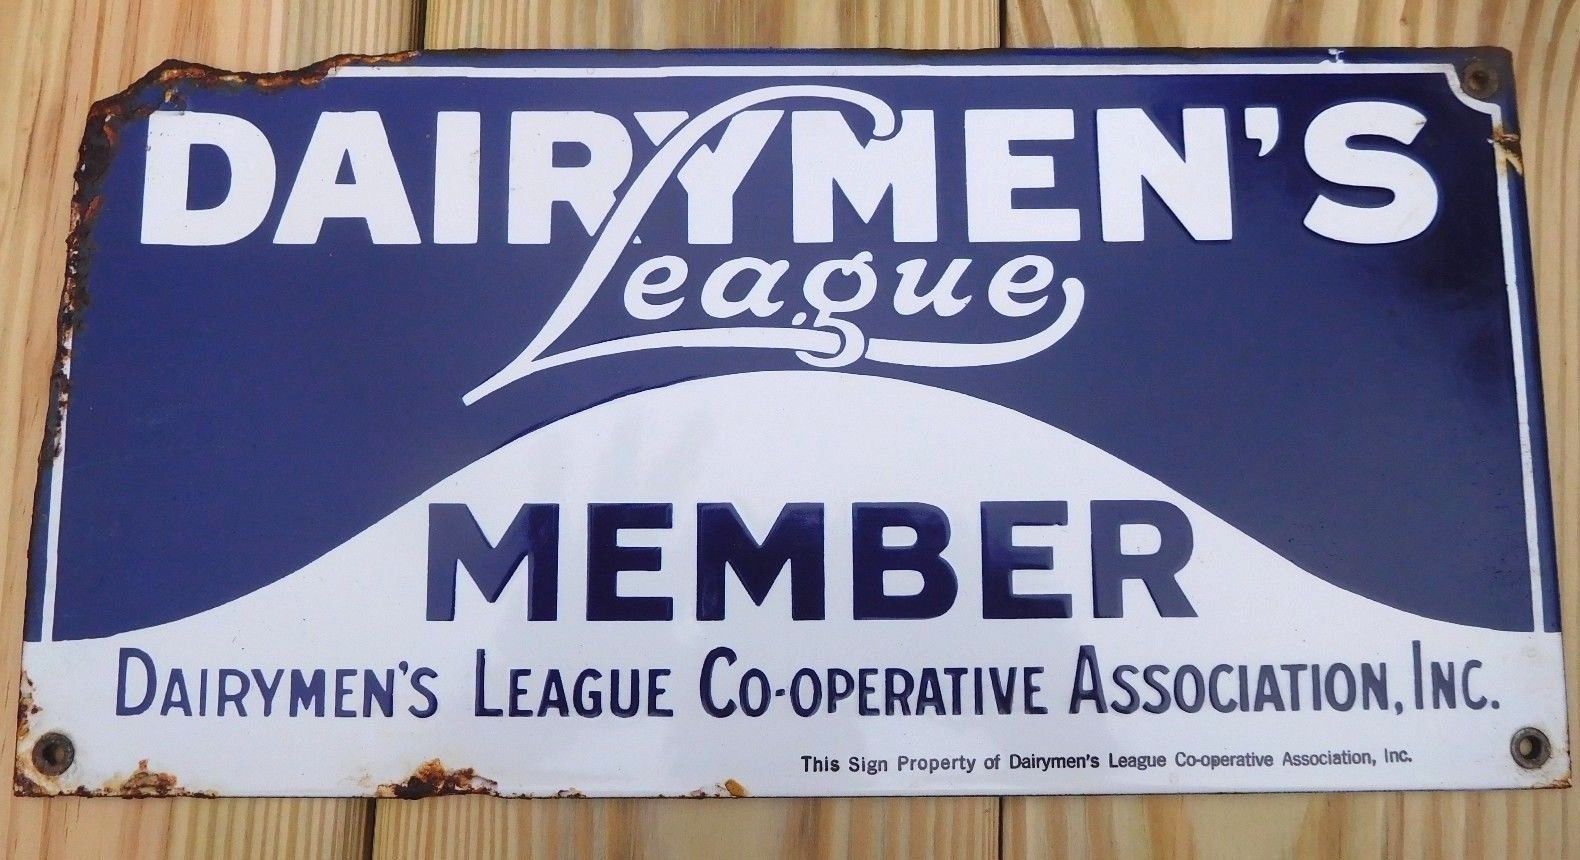 DAIRYMEN'S
League
MEMBER
DAIRYMEN'S LEAGUE CO-OPERATIVE ASSOCIATION, INC.
This Sign Property of Dairymen's League Co-operative Association, Inc.